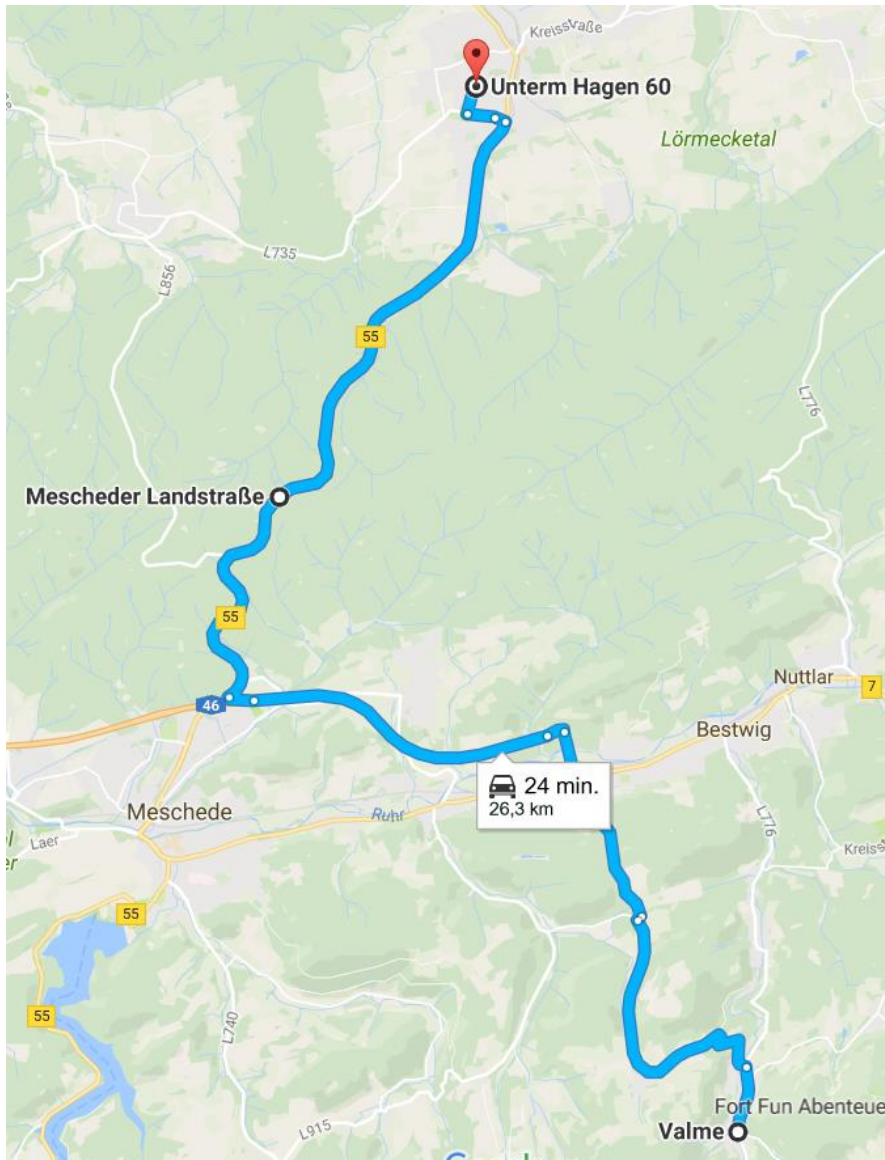 Kreisstraße
Unterm Hagen 60
Lörmecketal
L735
L856
55
L776
Mescheder Landstraße
55
Nuttlar
7
46
Bestwig
24 min.
26,3 km
Meschede
Ruhr
L776
Laer
Kreis
55
55
L740
Fort Fun Abenteue
Valme
L915